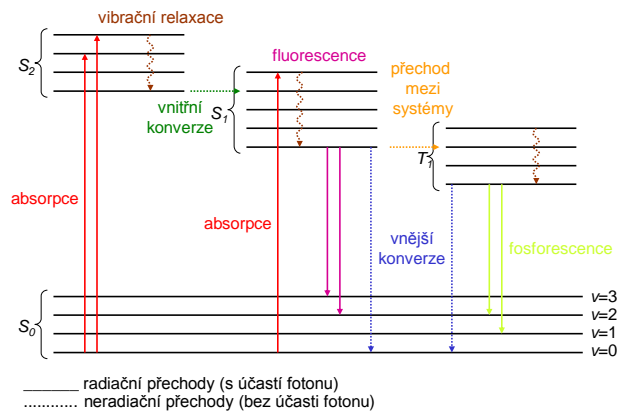 vibrační relaxace
S2
fluorescence
přechod
mezi
systémy
vnitřní
konverze
S1
T1
absorpce
absorpce
vnější
konverze
fosforescence
S0
v=3
v=2
v=1
v=0
______ radiační přechody (s účastí fotonu)
............ neradiační přechody (bez účasti fotonu)